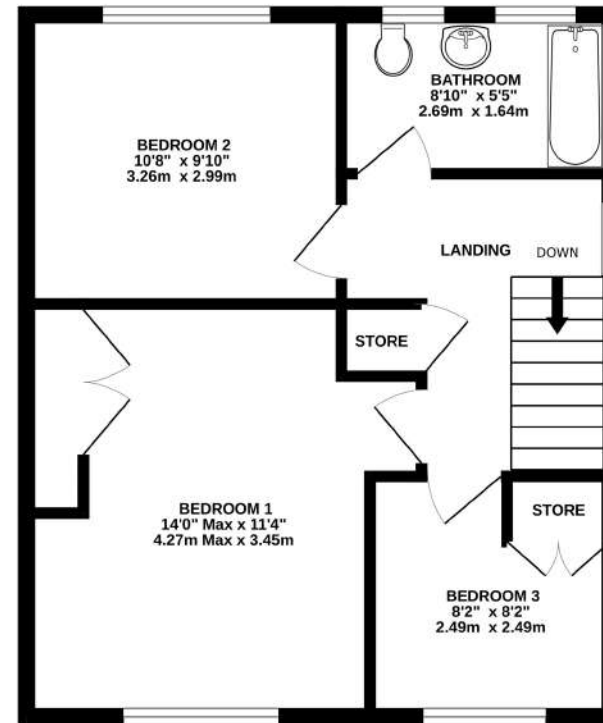 BATHROOM
8'10" x 5'5"
2.69m x 1.64m
BEDROOM 2
10'8" x 9'10"
3.26m x 2.99m
LANDING
DOWN
STORE
BEDROOM 1
14'0" Max x 11'4"
4.27m Max x 3.45m
STORE
BEDROOM 3
8'2" x 8'2"
2.49m x 2.49m